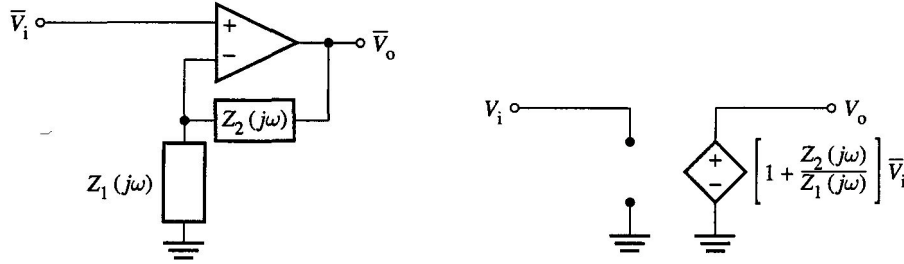 V̅i
+
−
V̅o
Z2 (jω)
Z1 (jω)
Vi
Vo
+
−
[1 + Z2 (jω) / Z1 (jω)] V̅i